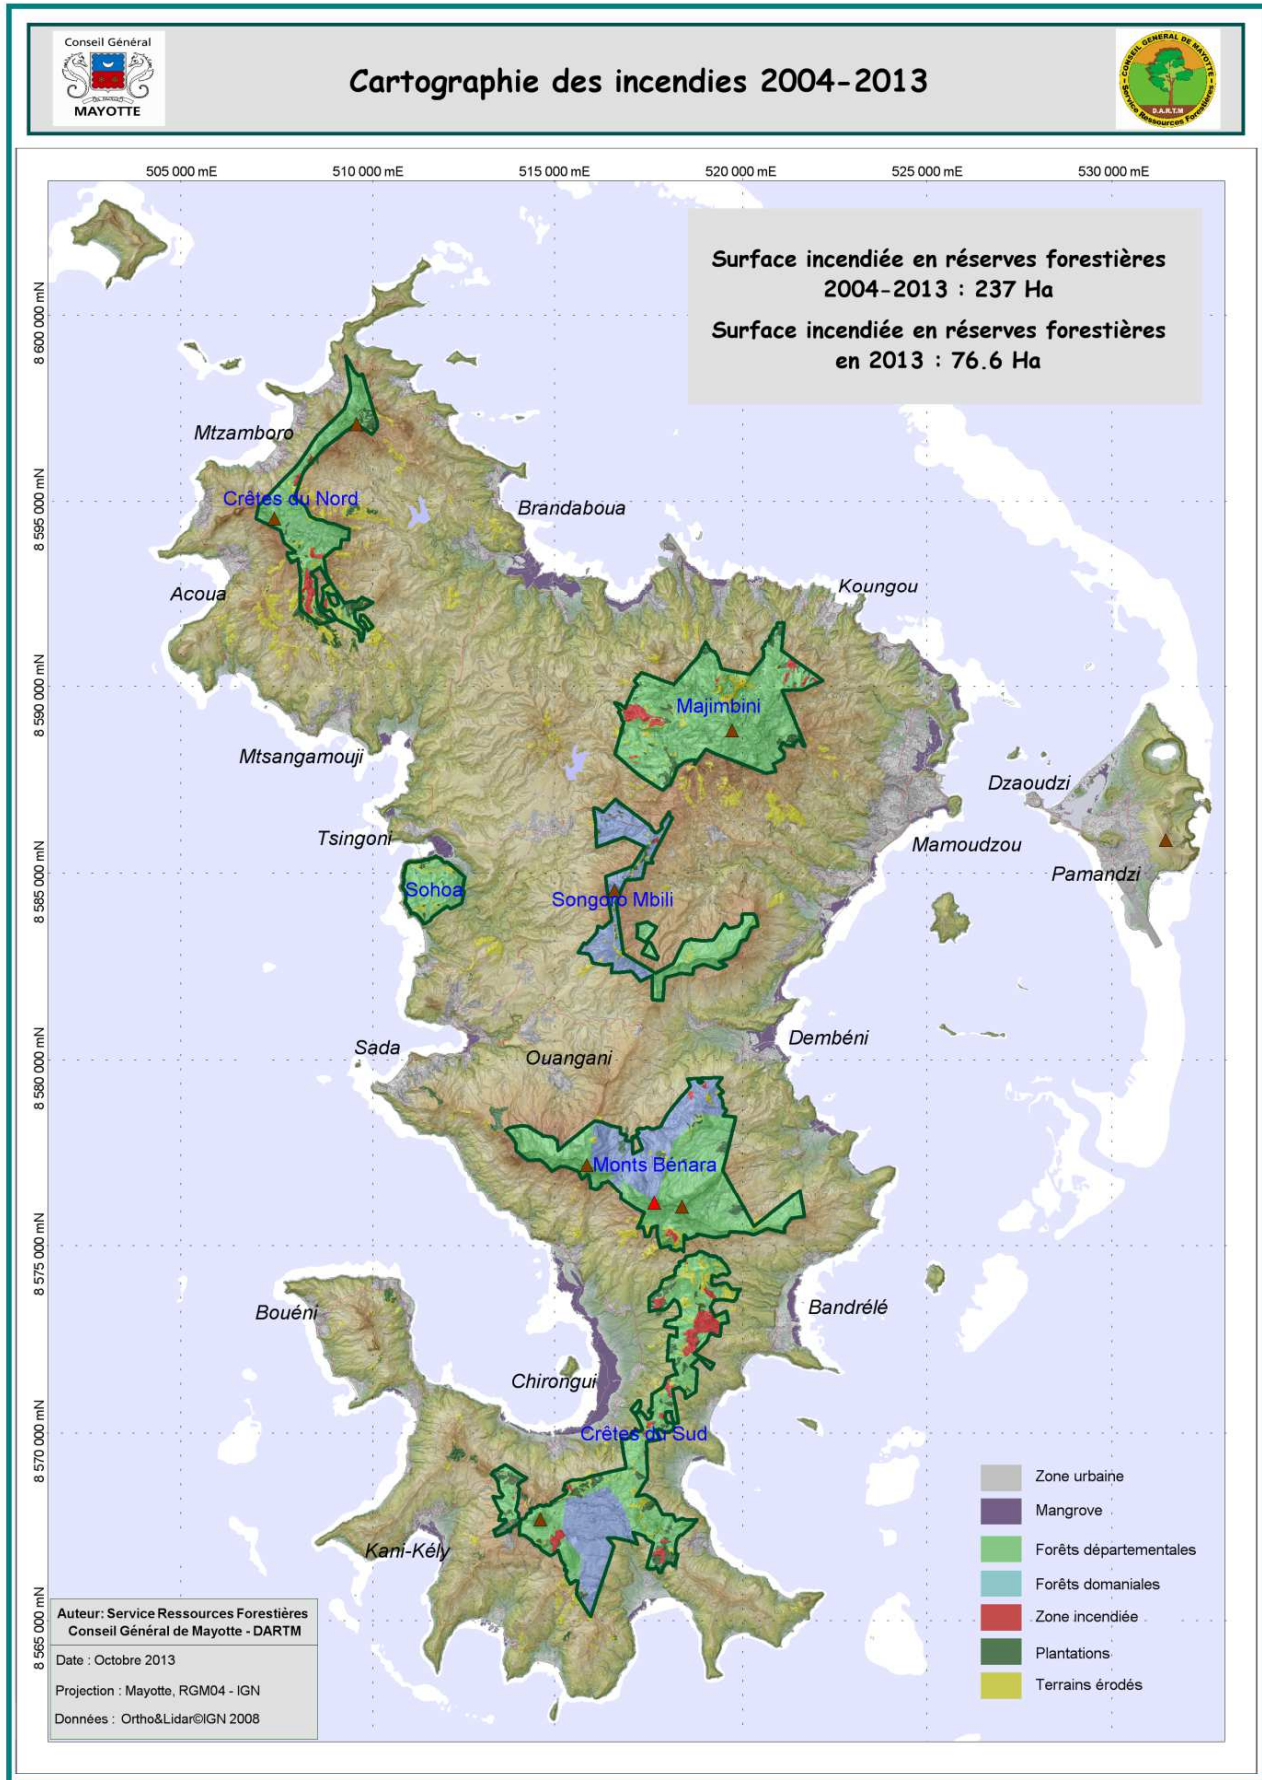 Conseil Général
MAYOTTE
Cartographie des incendies 2004-2013
CONSEIL GENERAL DE MAYOTTE
D.A.R.T.M
Service Ressources Forestières
505 000 mE
510 000 mE
515 000 mE
520 000 mE
525 000 mE
530 000 mE
Surface incendiée en réserves forestières
2004-2013 : 237 Ha
Surface incendiée en réserves forestières
en 2013 : 76.6 Ha
8 600 000 mN
8 595 000 mN
8 590 000 mN
8 585 000 mN
8 580 000 mN
8 575 000 mN
8 570 000 mN
8 565 000 mN
Mtzamboro
Crêtes du Nord
Brandaboua
Acoua
Koungou
Majimbini
Mtsangamouji
Dzaoudzi
Tsingoni
Mamoudzou
Pamandzi
Sohoa
Songoro Mbili
Dembéni
Sada
Ouangani
Monts Bénara
Bouéni
Bandrélé
Chirongui
Crêtes du Sud
Kani-Kély
Zone urbaine
Mangrove
Forêts départementales
Forêts domaniales
Zone incendiée
Plantations
Terrains érodés
Auteur: Service Ressources Forestières
Conseil Général de Mayotte - DARTM
Date : Octobre 2013
Projection : Mayotte, RGM04 - IGN
Données : Ortho&Lidar©IGN 2008